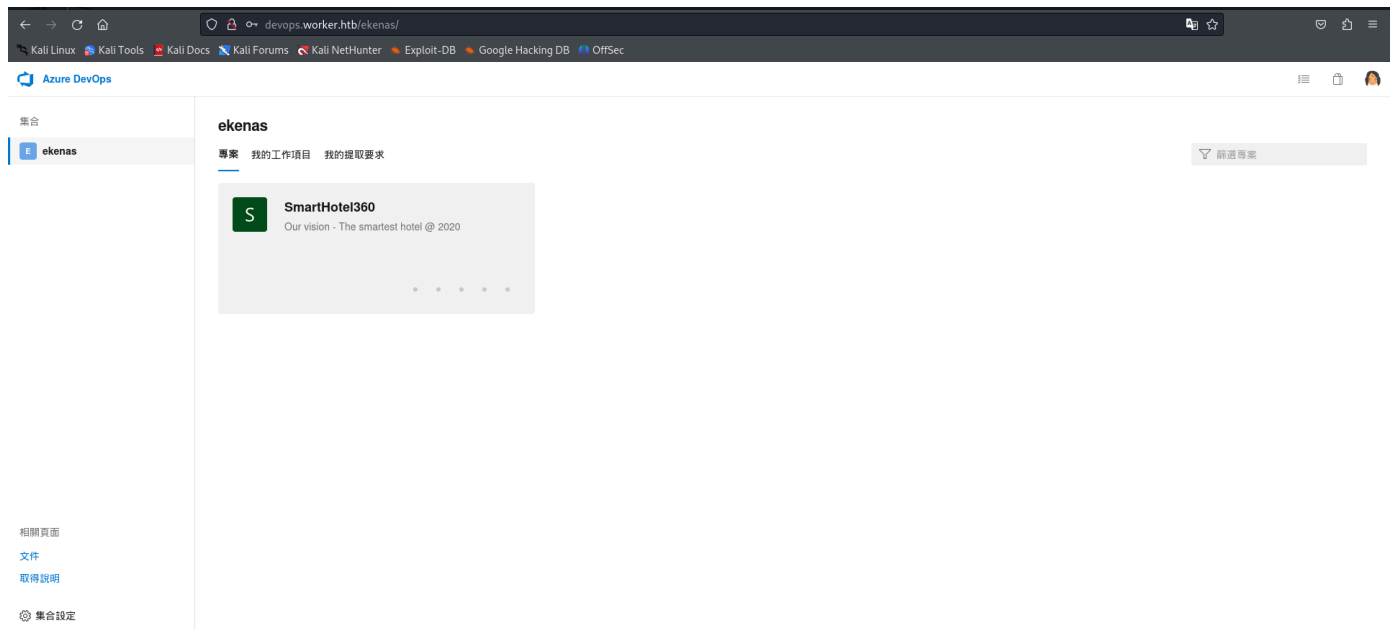 devops.worker.htb/ekenas/
Kali Linux Kali Tools Kali Docs Kali Forums Kali NetHunter Exploit-DB Google Hacking DB OffSec
Azure DevOps
集合
E ekenas
ekenas
專案 我的工作項目 我的提取要求
篩選專案
S SmartHotel360
Our vision - The smartest hotel @ 2020
相關頁面
文件
取得說明
集合設定